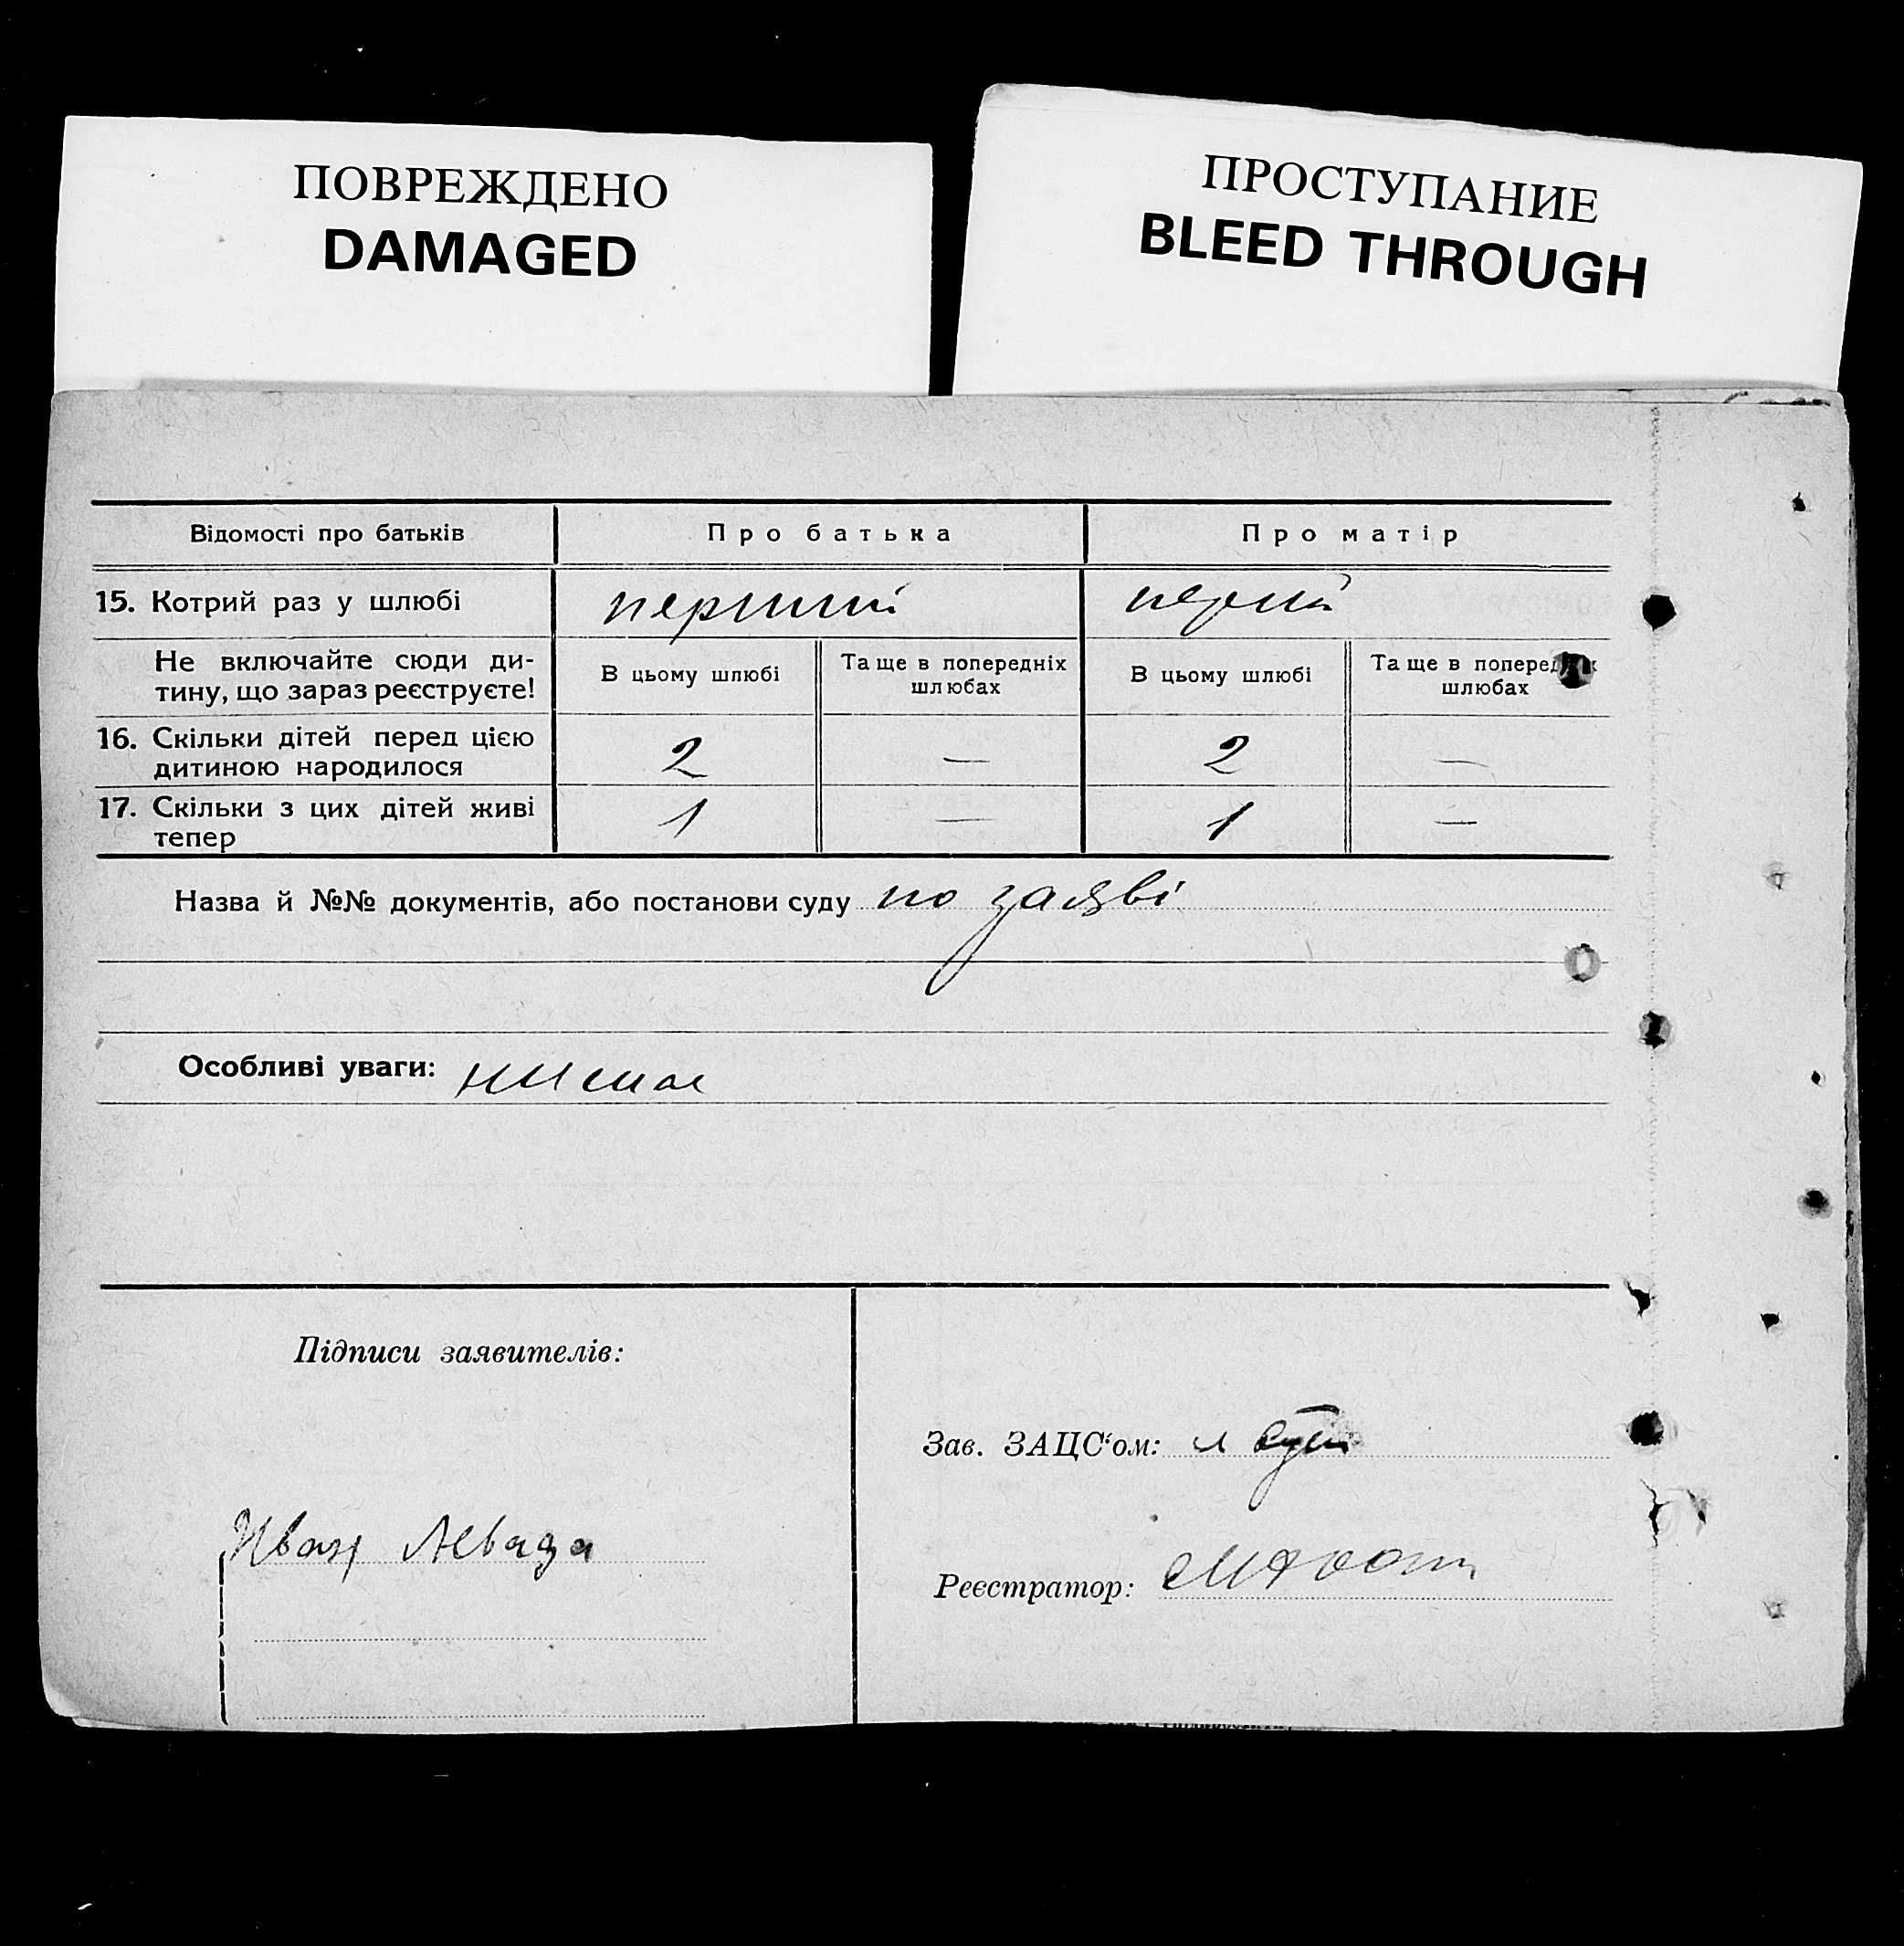 ПОВРЕЖДЕНО
DAMAGED
ПРОСТУПАНИЕ
BLEED THROUGH
Відомості про батьків Про батька Про матір
15. Котрий раз у шлюбі перший перший
Не включайте сюди ди-
тину, що зараз реєструєте!
В цьому шлюбі Та ще в попередніх шлюбах В цьому шлюбі Та ще в попередніх шлюбах
16. Скільки дітей перед цією
дитиною народилося 2 — 2 —
17. Скільки з цих дітей живі
тепер 1 — 1 —
Назва й №№ документів, або постанови суду по заяві
Особливі уваги: немає
Підписи заявителів:
Иван Левада
Зав. ЗАЦС'ом:
Реєстратор: